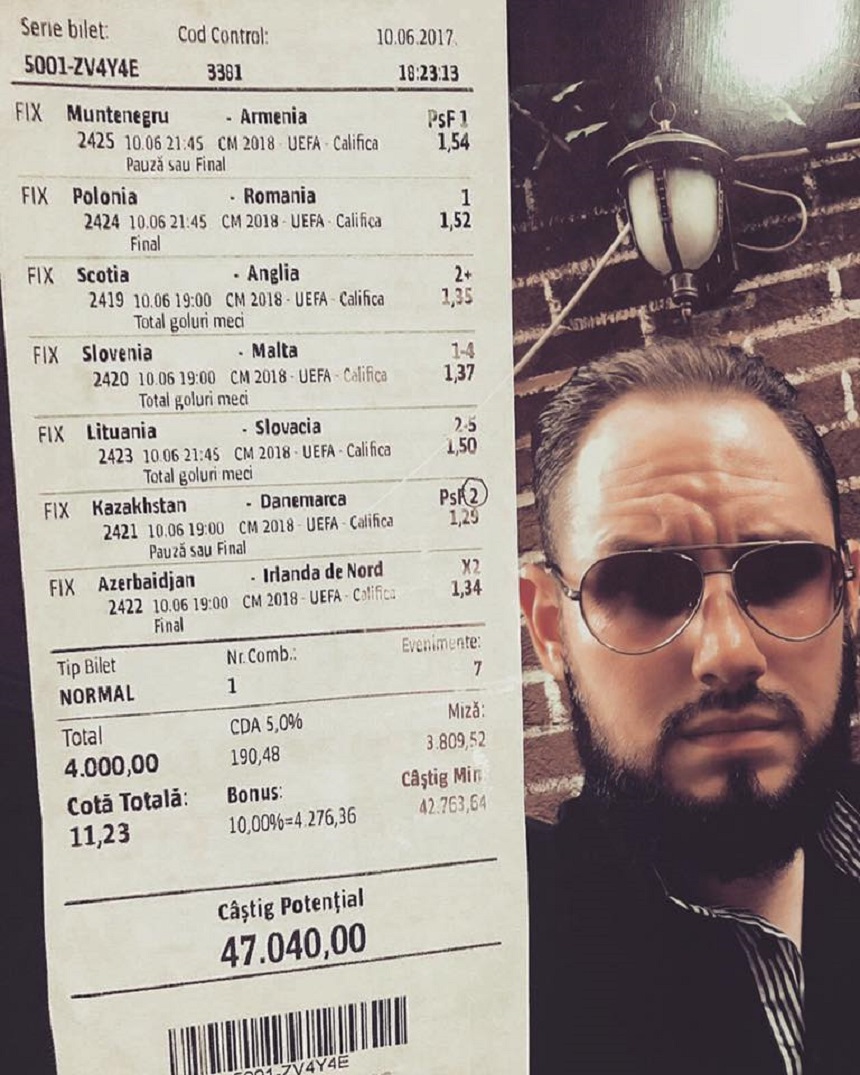 Serie bilet: Cod Control: 10.06.2017.
5001-ZV4Y4E 3381 18:23:13
FIX Muntenegru - Armenia PsF 1
2425 10.06 21:45 CM 2018 - UEFA - Califica 1,54
Pauză sau Final
FIX Polonia - Romania 1
2424 10.06 21:45 CM 2018 - UEFA - Califica 1,52
Final
FIX Scotia - Anglia 2+
2419 10.06 19:00 CM 2018 - UEFA - Califica 1,35
Total goluri meci
FIX Slovenia - Malta 1-4
2420 10.06 19:00 CM 2018 - UEFA - Califica 1,37
Total goluri meci
FIX Lituania - Slovacia 2-5
2423 10.06 21:45 CM 2018 - UEFA - Califica 1,50
Total goluri meci
FIX Kazakhstan - Danemarca PsF 2
2421 10.06 19:00 CM 2018 - UEFA - Califica 1,25
Pauză sau Final
FIX Azerbaidjan - Irlanda de Nord X2
2422 10.06 19:00 CM 2018 - UEFA - Califica 1,34
Final
Tip Bilet Nr.Comb.: Evenimente:
NORMAL 1 7
Total CDA 5,0% Miză:
4.000,00 190,48 3.809,52
Cotă Totală: Bonus: Câștig Min
11,23 10,00%=4.276,36 42.763,64
Câștig Potențial
47.040,00
5001-ZV4Y4E